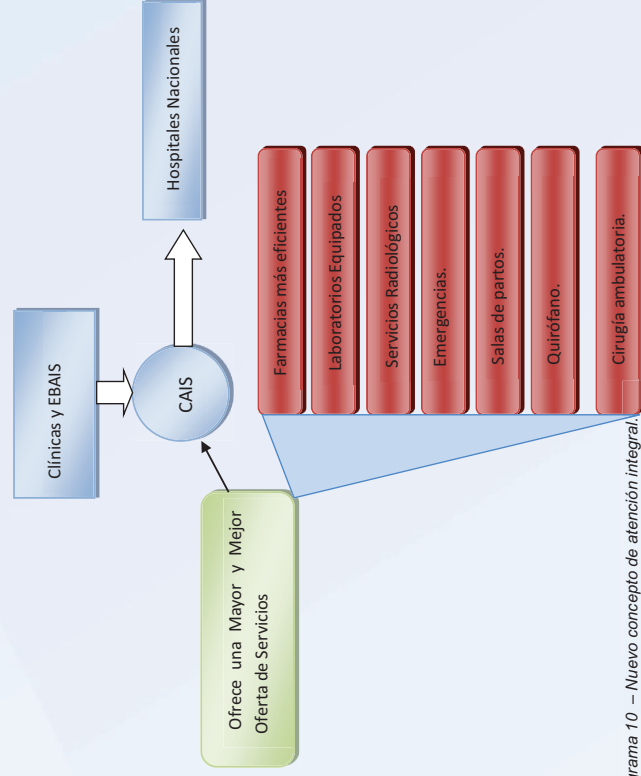 Clínicas y EBAIS
CAIS
Hospitales Nacionales
Ofrece una Mayor y Mejor
Oferta de Servicios
Farmacias más eficientes
Laboratorios Equipados
Servicios Radiológicos
Emergencias.
Salas de partos.
Quirófano.
Cirugía ambulatoria.
rama 10 – Nuevo concepto de atención integral.